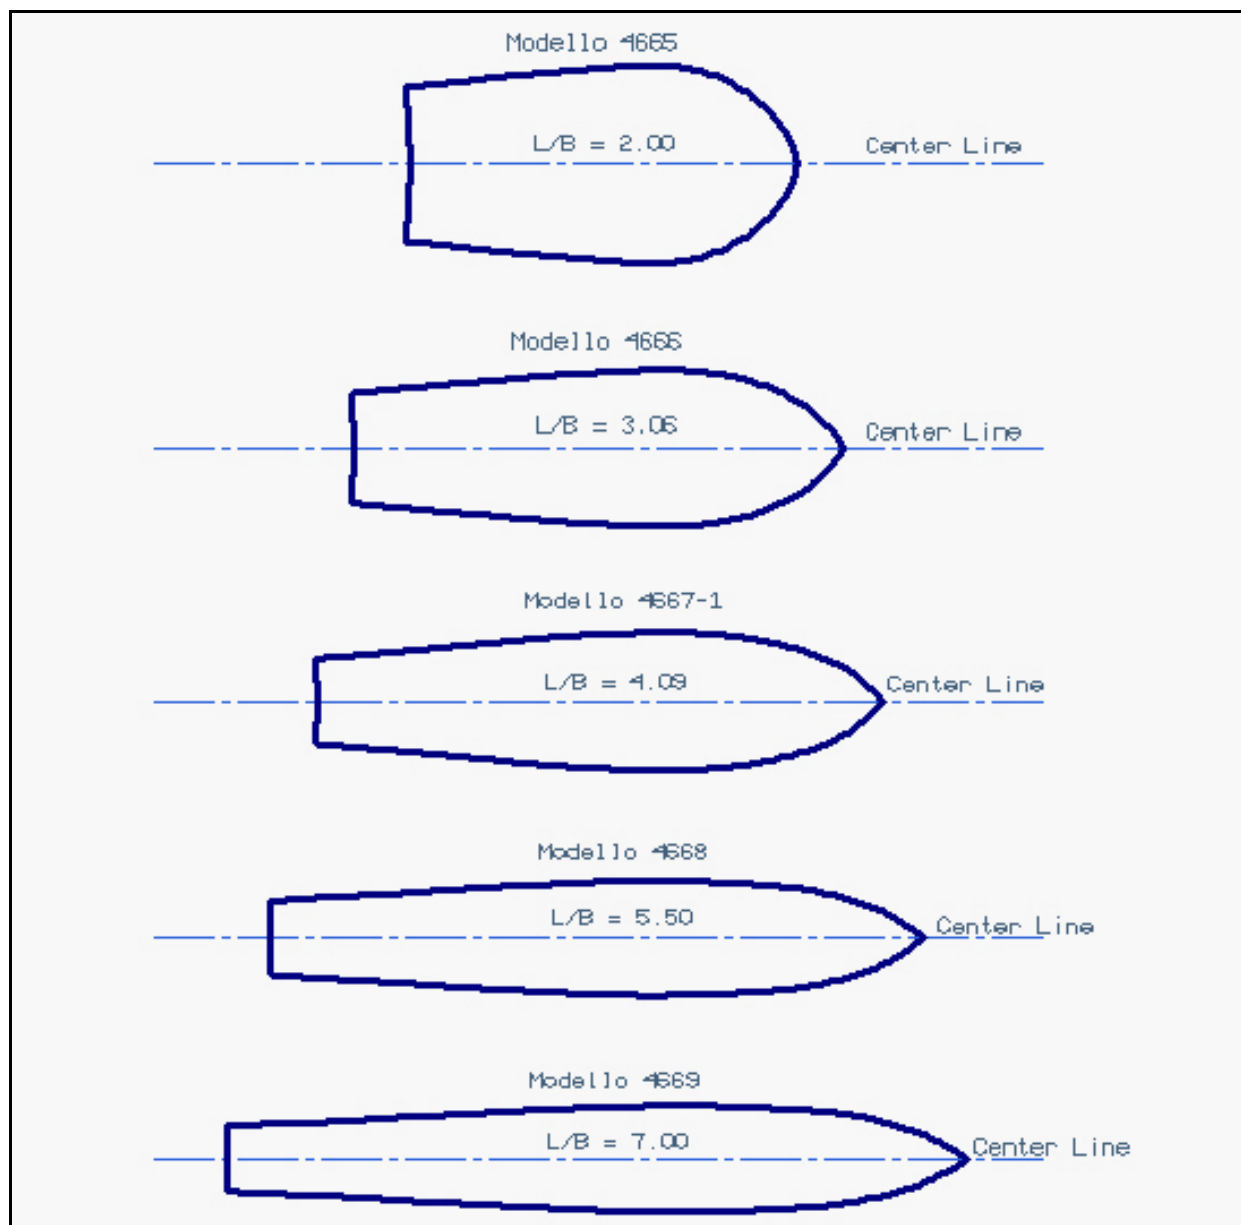 Modello 4665
L/B = 2.00
Center Line
Modello 4666
L/B = 3.06
Center Line
Modello 4667-1
L/B = 4.09
Center Line
Modello 4668
L/B = 5.50
Center Line
Modello 4669
L/B = 7.00
Center Line